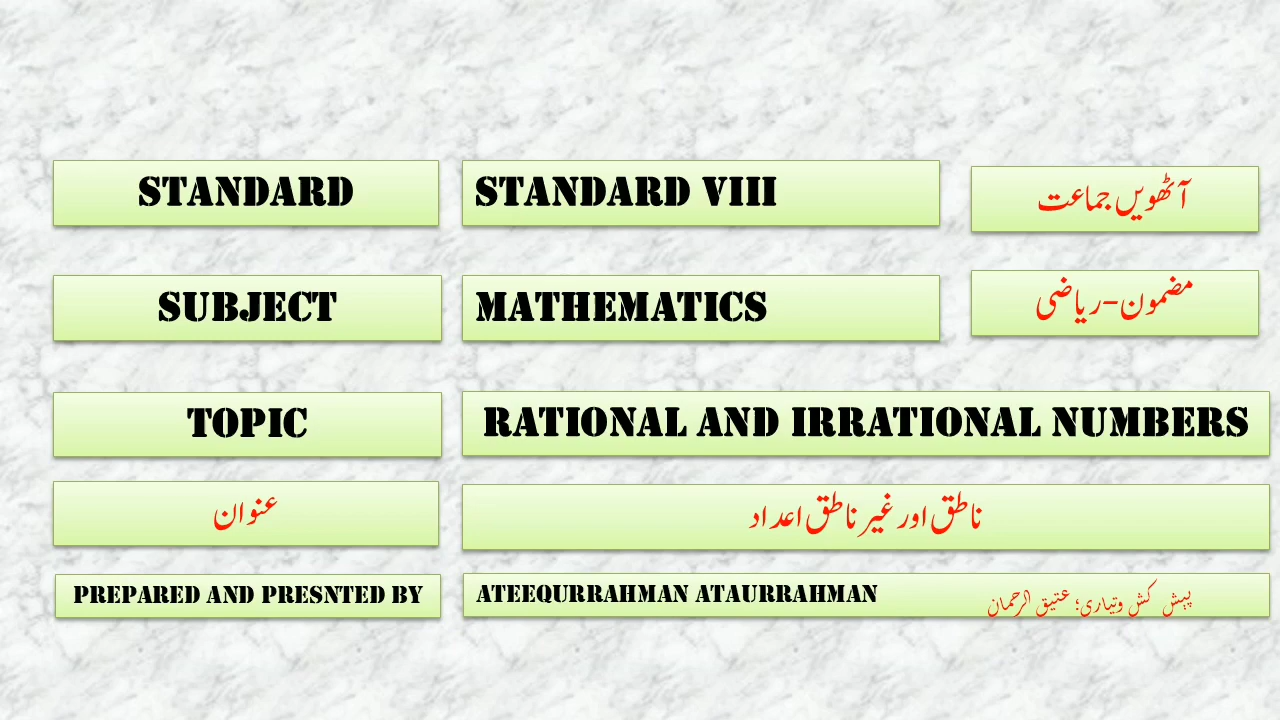 STANDARD
STANDARD VIII
آٹھویں جماعت
SUBJECT
MATHEMATICS
مضمون-ریاضی
TOPIC
RATIONAL AND IRRATIONAL NUMBERS
عنوان
ناطق اور غیر ناطق اعداد
PREPARED AND PRESNTED BY
ATEEQURRAHMAN ATAURRAHMAN
پیش کش وتیاری؛ عتیق الرحمان